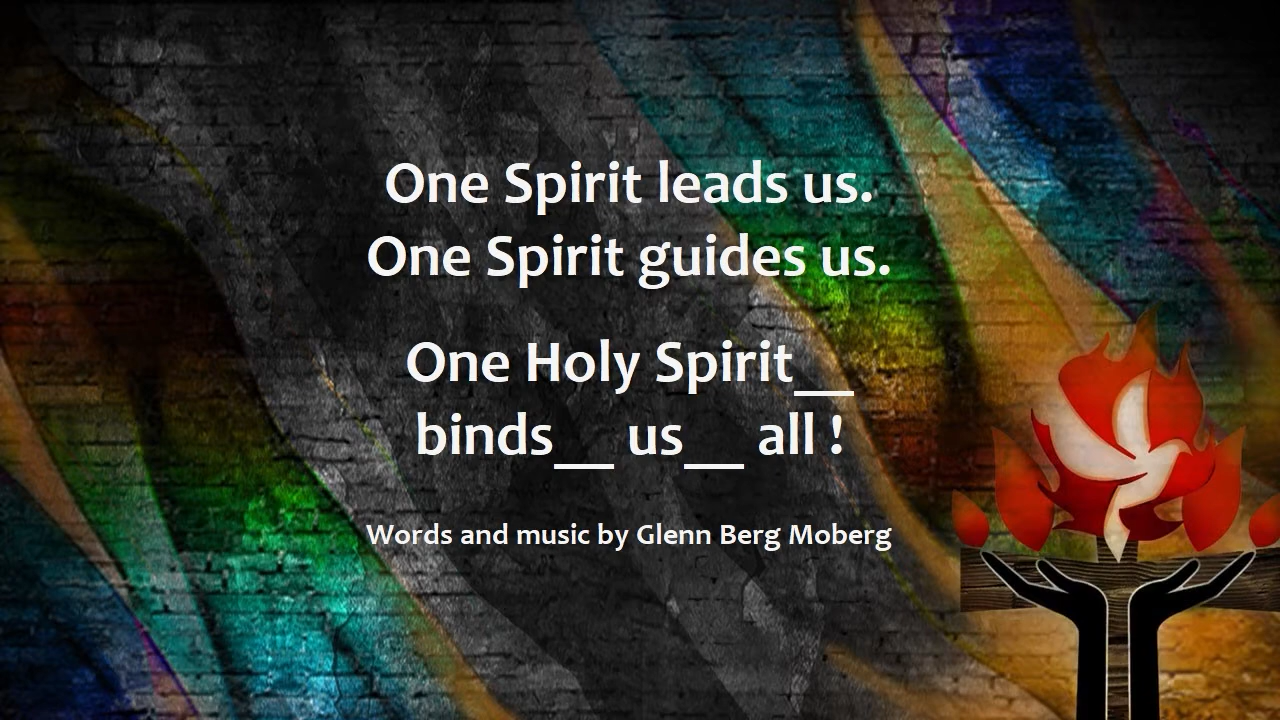 One Spirit leads us.
One Spirit guides us.
One Holy Spirit__
binds__ us__ all !
Words and music by Glenn Berg Moberg